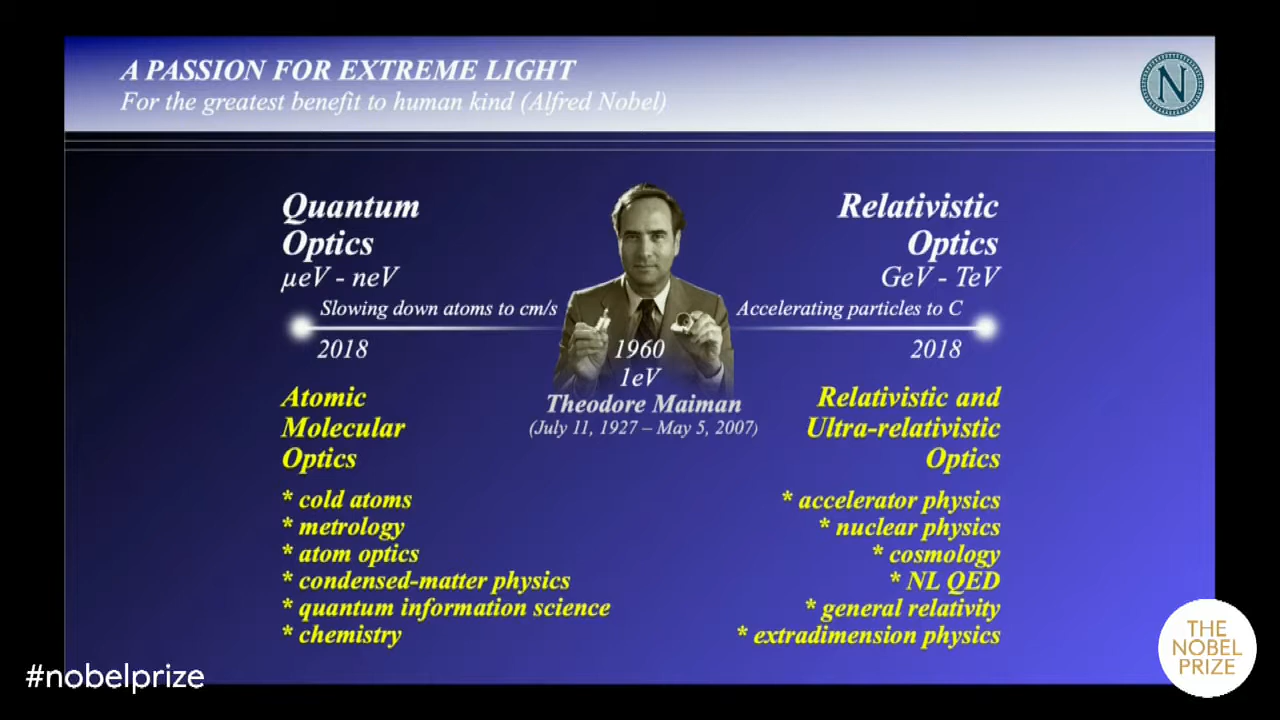 A PASSION FOR EXTREME LIGHT
For the greatest benefit to human kind (Alfred Nobel)
N
Quantum
Optics
µeV - neV
Slowing down atoms to cm/s
2018
Relativistic
Optics
GeV - TeV
Accelerating particles to C
2018
1960
1eV
Theodore Maiman
(July 11, 1927 – May 5, 2007)
Atomic
Molecular
Optics
* cold atoms
* metrology
* atom optics
* condensed-matter physics
* quantum information science
* chemistry
Relativistic and
Ultra-relativistic
Optics
* accelerator physics
* nuclear physics
* cosmology
* NL QED
* general relativity
* extradimension physics
#nobelprize
THE
NOBEL
PRIZE